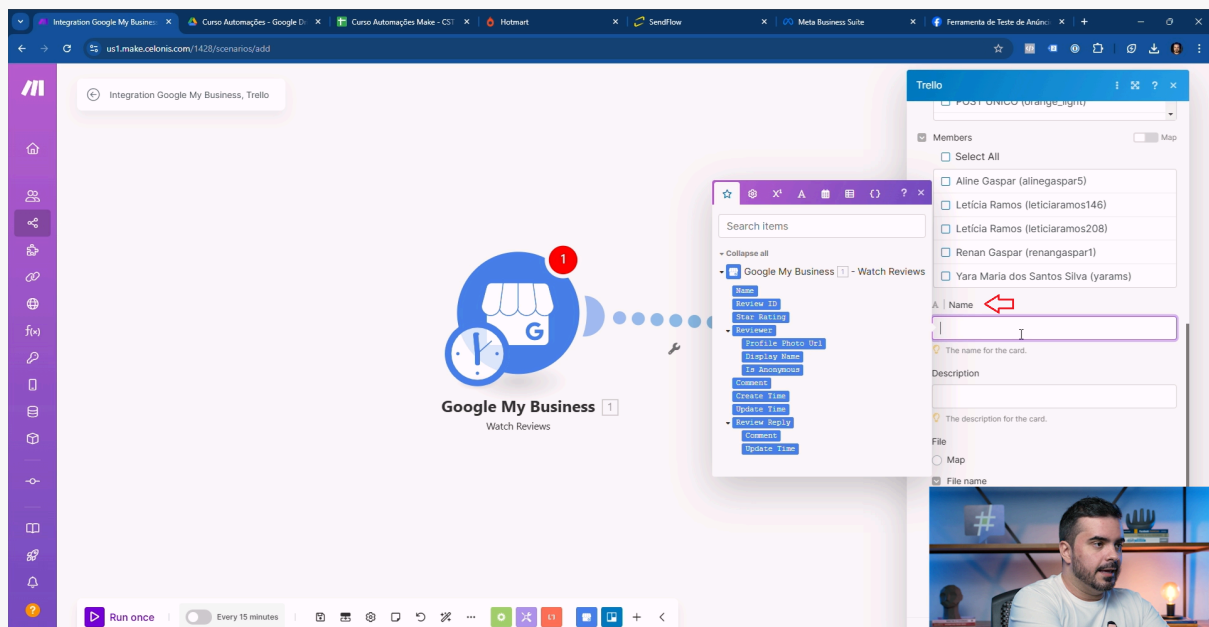 Integration Google My Busines
Curso Automações - Google Dr
Curso Automações Make - CST
Hotmart
SendFlow
Meta Business Suite
Ferramenta de Teste de Anúnci
us1.make.celonis.com/1428/scenarios/add
Integration Google My Business, Trello
Trello
POST ÚNICO (orange_light)
Members
Map
Select All
Aline Gaspar (alinegaspar5)
Letícia Ramos (leticiaramos146)
Letícia Ramos (leticiaramos208)
Renan Gaspar (renangaspar1)
Yara Maria dos Santos Silva (yarams)
A Name
The name for the card.
Description
The description for the card.
File
Map
File name
Search items
Collapse all
Google My Business 1 - Watch Reviews
Name
Review ID
Star Rating
Reviewer
Profile Photo Url
Display Name
Is Anonymous
Comment
Create Time
Update Time
Review Reply
Comment
Update Time
1
G
Google My Business 1
Watch Reviews
Run once
Every 15 minutes